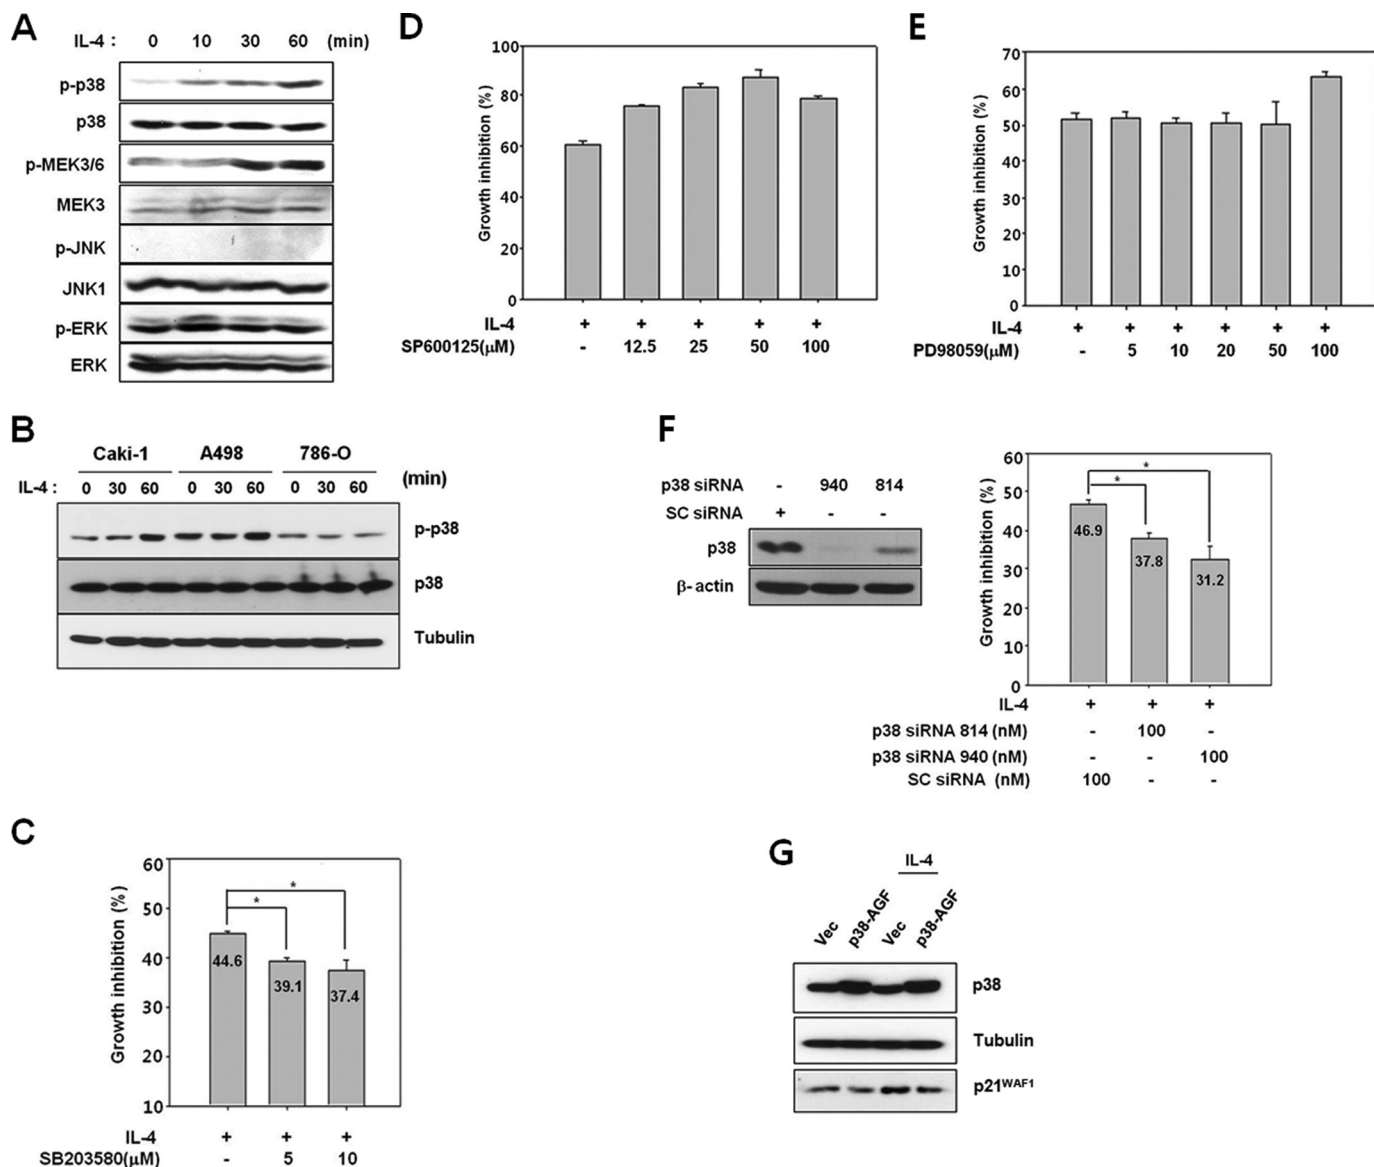 A
IL-4 : 0 10 30 60 (min)
p-p38
p38
p-MEK3/6
MEK3
p-JNK
JNK1
p-ERK
ERK
B
Caki-1 A498 786-O
IL-4 : 0 30 60 0 30 60 0 30 60 (min)
p-p38
p38
Tubulin
C
Growth inhibition (%)
60
50
40
30
20
10
* *
44.6 39.1 37.4
IL-4 + + +
SB203580(μM) - 5 10
D
Growth inhibition (%)
100
80
60
40
20
0
IL-4 + + + + +
SP600125(μM) - 12.5 25 50 100
E
Growth inhibition (%)
70
60
50
40
30
20
10
0
IL-4 + + + + + +
PD98059(μM) - 5 10 20 50 100
F
p38 siRNA - 940 814
SC siRNA + - -
p38
β- actin
Growth inhibition (%)
60
50
40
30
20
10
0
* *
46.9 37.8 31.2
IL-4 + + +
p38 siRNA 814 (nM) - 100 -
p38 siRNA 940 (nM) - - 100
SC siRNA (nM) 100 - -
G
IL-4
Vec p38-AGF Vec p38-AGF
p38
Tubulin
p21WAF1